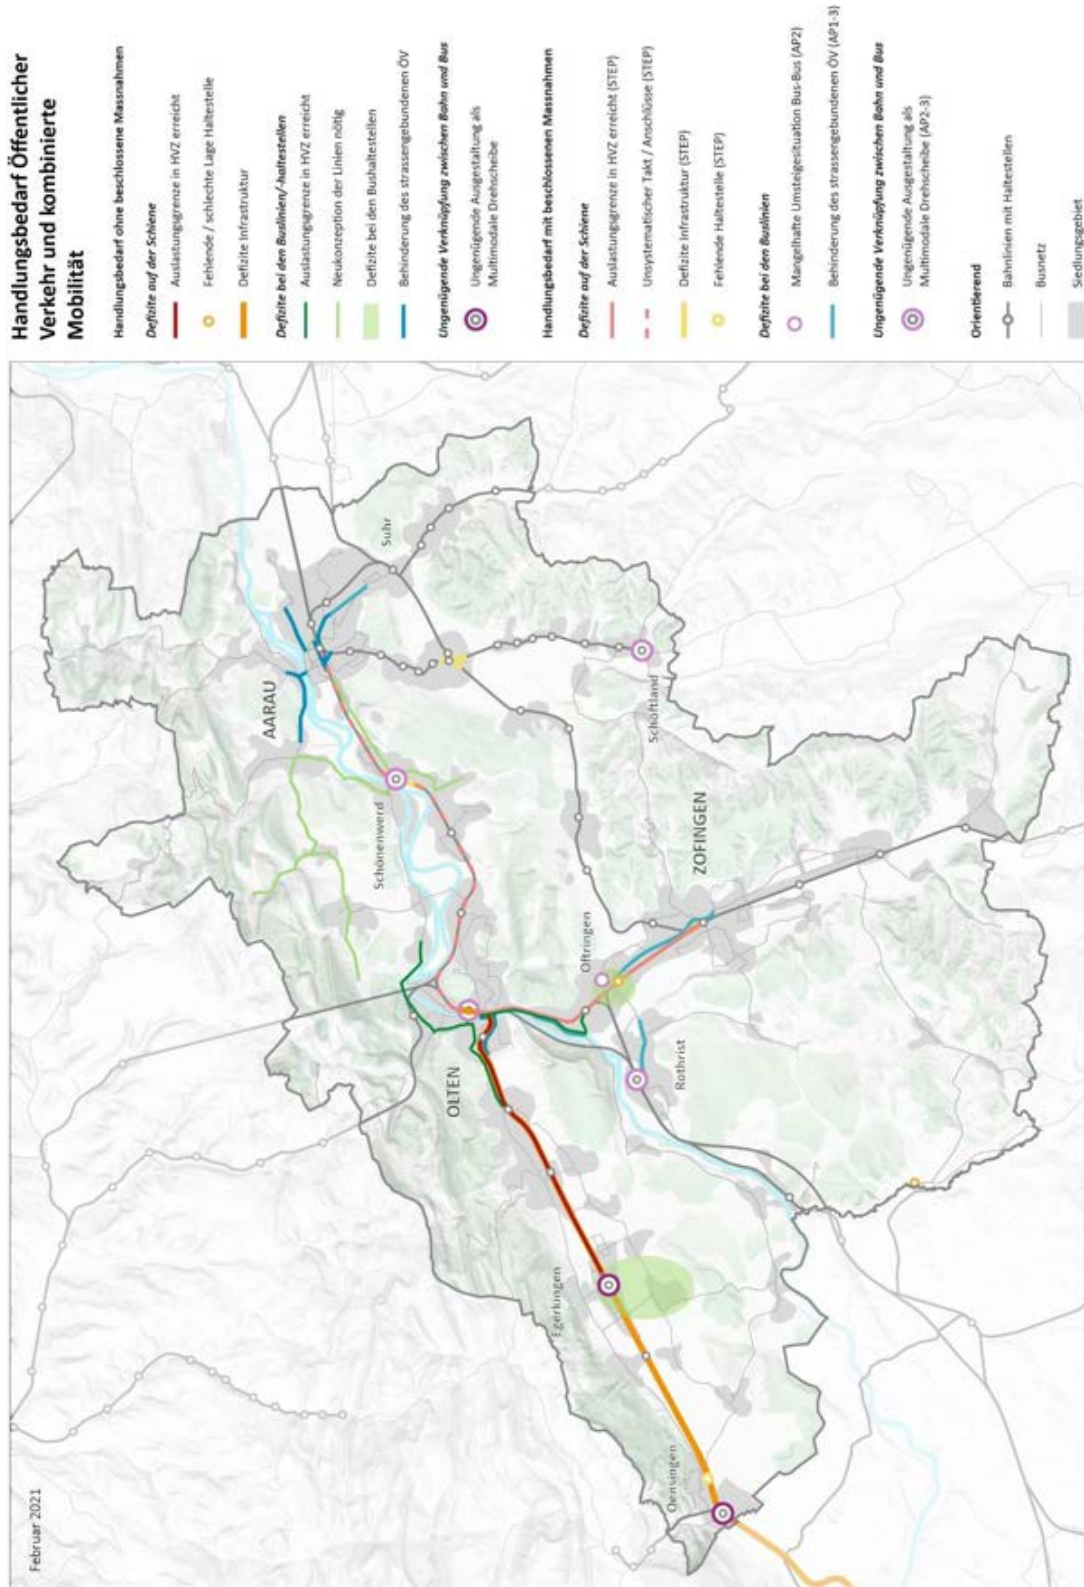 Handlungsbedarf Öffentlicher
Verkehr und kombinierte
Mobilität
Handlungsbedarf ohne beschlossene Massnahmen
Defizite auf der Schiene
Auslastungsgrenze in HVZ erreicht
Fehlende / schlechte Lage Haltestelle
Defizite Infrastruktur
Defizite bei den Buslinien/-haltestellen
Auslastungsgrenze in HVZ erreicht
Neukonzeption der Linien nötig
Defizite bei den Bushaltestellen
Behinderung des strassengebundenen ÖV
Ungenügende Verknüpfung zwischen Bahn und Bus
Ungenügende Ausgestaltung als
Multimodale Drehscheibe
Handlungsbedarf mit beschlossenen Massnahmen
Defizite auf der Schiene
Auslastungsgrenze in HVZ erreicht (STEP)
Unsystematischer Takt / Anschlüsse (STEP)
Defizite Infrastruktur (STEP)
Fehlende Haltestelle (STEP)
Defizite bei den Buslinien
Mangelhafte Umsteigesituation Bus-Bus (AP2)
Behinderung des strassengebundenen ÖV (AP1-3)
Ungenügende Verknüpfung zwischen Bahn und Bus
Ungenügende Ausgestaltung als
Multimodale Drehscheibe (AP2-3)
Orientierend
Bahnlinien mit Haltestellen
Busnetz
Siedlungsgebiet
Februar 2021
AARAU
Suhr
Schönenwerd
Schöftland
OLTEN
Oftringen
ZOFINGEN
Rothrist
Egerkingen
Oensingen